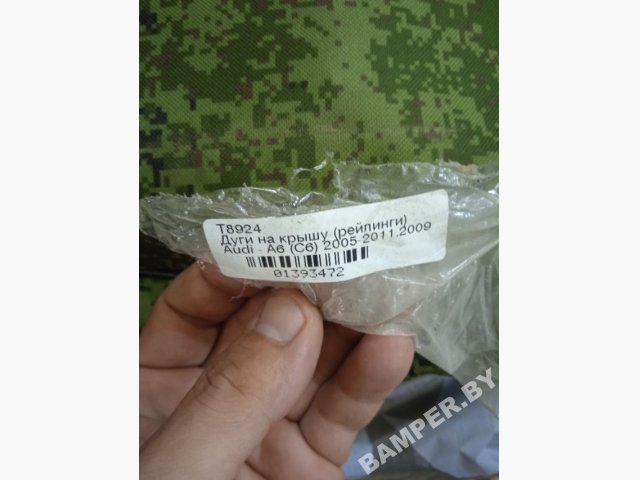 T8924
Дуги на крышу (рейлинги)
Audi - A6 (C6) 2005-2011,2009
01393472
BAMPER.BY